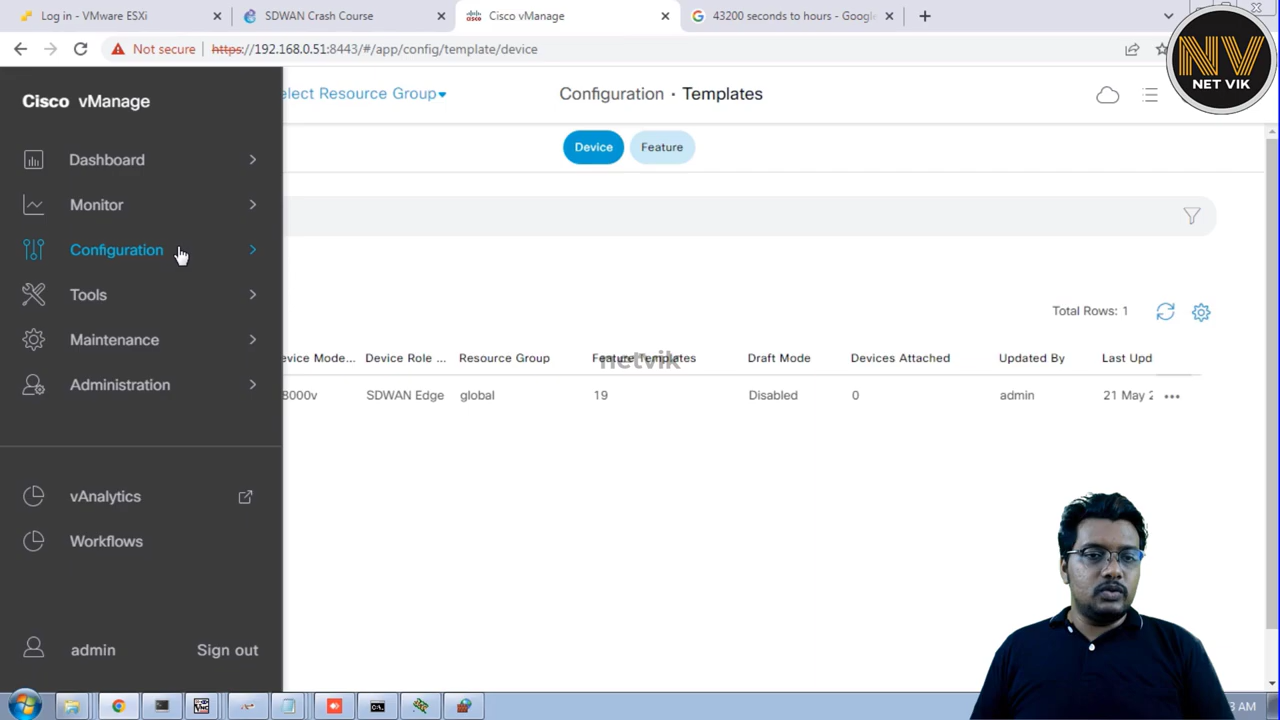 Log in - VMware ESXi
SDWAN Crash Course
Cisco vManage
43200 seconds to hours - Google
Not secure
https://192.168.0.51:8443/#/app/config/template/device
NV
NET VIK
Cisco vManage
elect Resource Group
Configuration · Templates
Dashboard
Device
Feature
Monitor
Configuration
Tools
Total Rows: 1
Maintenance
evice Mode...
Device Role ...
Resource Group
Feature Templates
Draft Mode
Devices Attached
Updated By
Last Upd
netvik
Administration
8000v
SDWAN Edge
global
19
Disabled
0
admin
21 May 2
vAnalytics
Workflows
admin
Sign out
AM